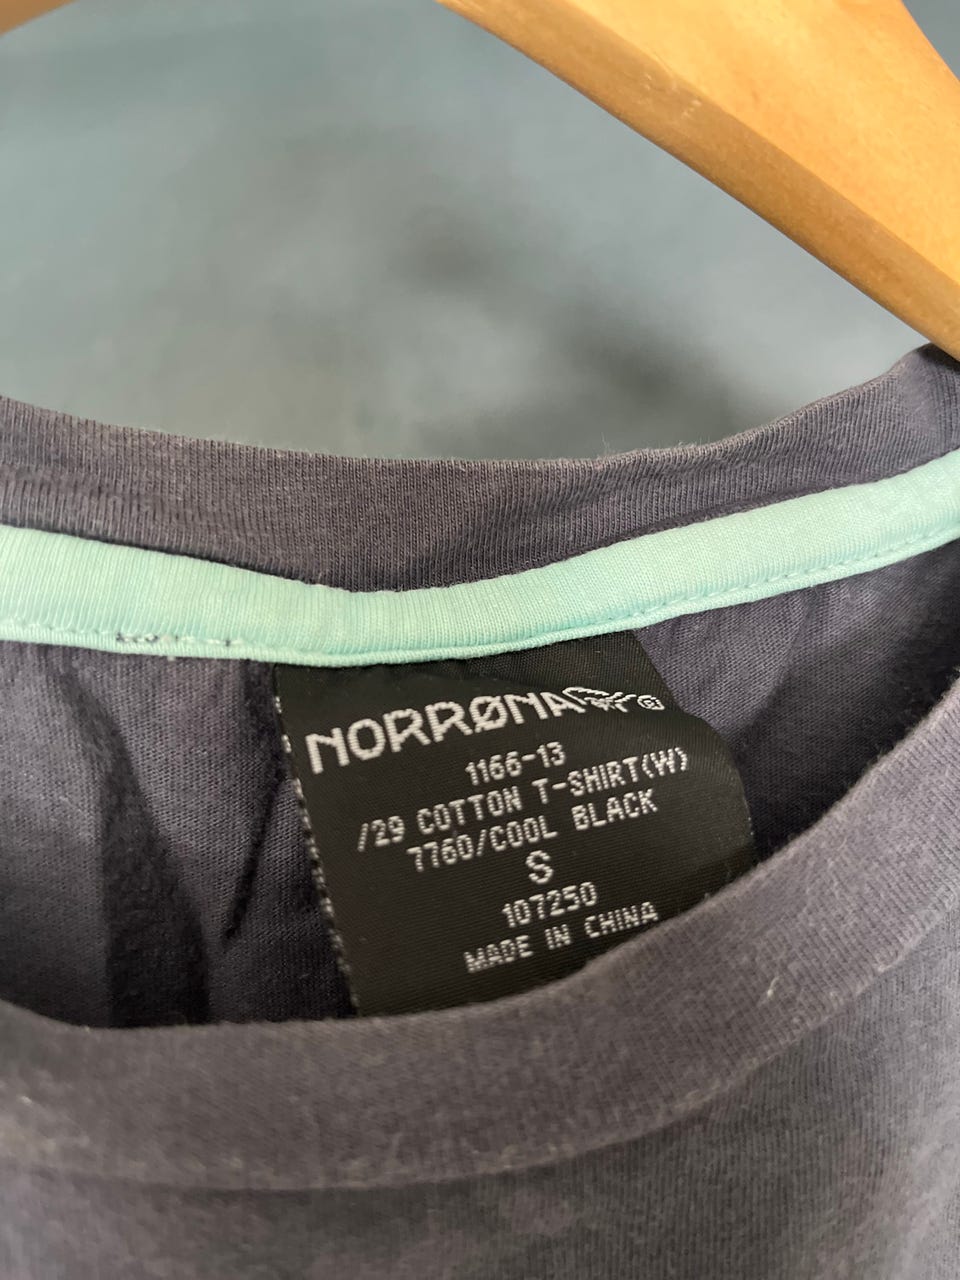 NORRØNA ®
1166-13
/29 COTTON T-SHIRT(W)
7760/COOL BLACK
S
107250
MADE IN CHINA